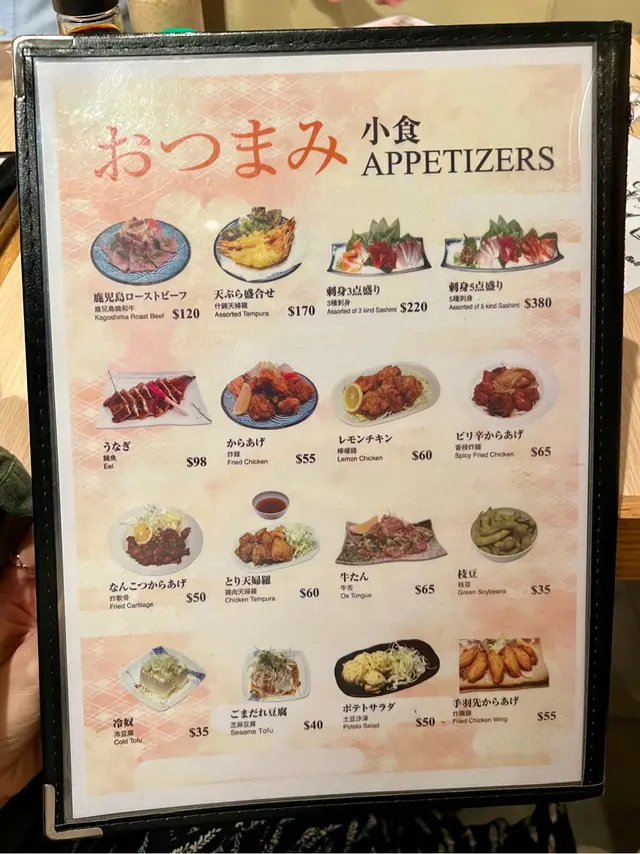 おつまみ
小食
APPETIZERS
鹿児島ローストビーフ
鹿兒島燒和牛
Kagoshima Roast Beef $120
天ぷら盛合せ
什錦天婦羅
Assorted Tempura $170
刺身3点盛り
3種刺身
Assorted of 3 kind Sashimi $220
刺身5点盛り
5種刺身
Assorted of 5 kind Sashimi $380
うなぎ
鰻魚
Eel $98
からあげ
炸雞
Fried Chicken $55
レモンチキン
檸檬雞
Lemon Chicken $60
ピリ辛からあげ
香辣炸雞
Spicy Fried Chicken $65
なんこつからあげ
炸軟骨
Fried Cartilage $50
とり天婦羅
鶏肉天婦羅
Chicken Tempura $60
牛たん
牛舌
Ox Tongue $65
枝豆
枝豆
Green Soybeans $35
冷奴
冷豆腐
Cold Tofu $35
ごまだれ豆腐
芝麻豆腐
Sesame Tofu $40
ポテトサラダ
土豆沙津
Potato Salad $50
手羽先からあげ
炸雞翼
Fried Chicken Wing $55